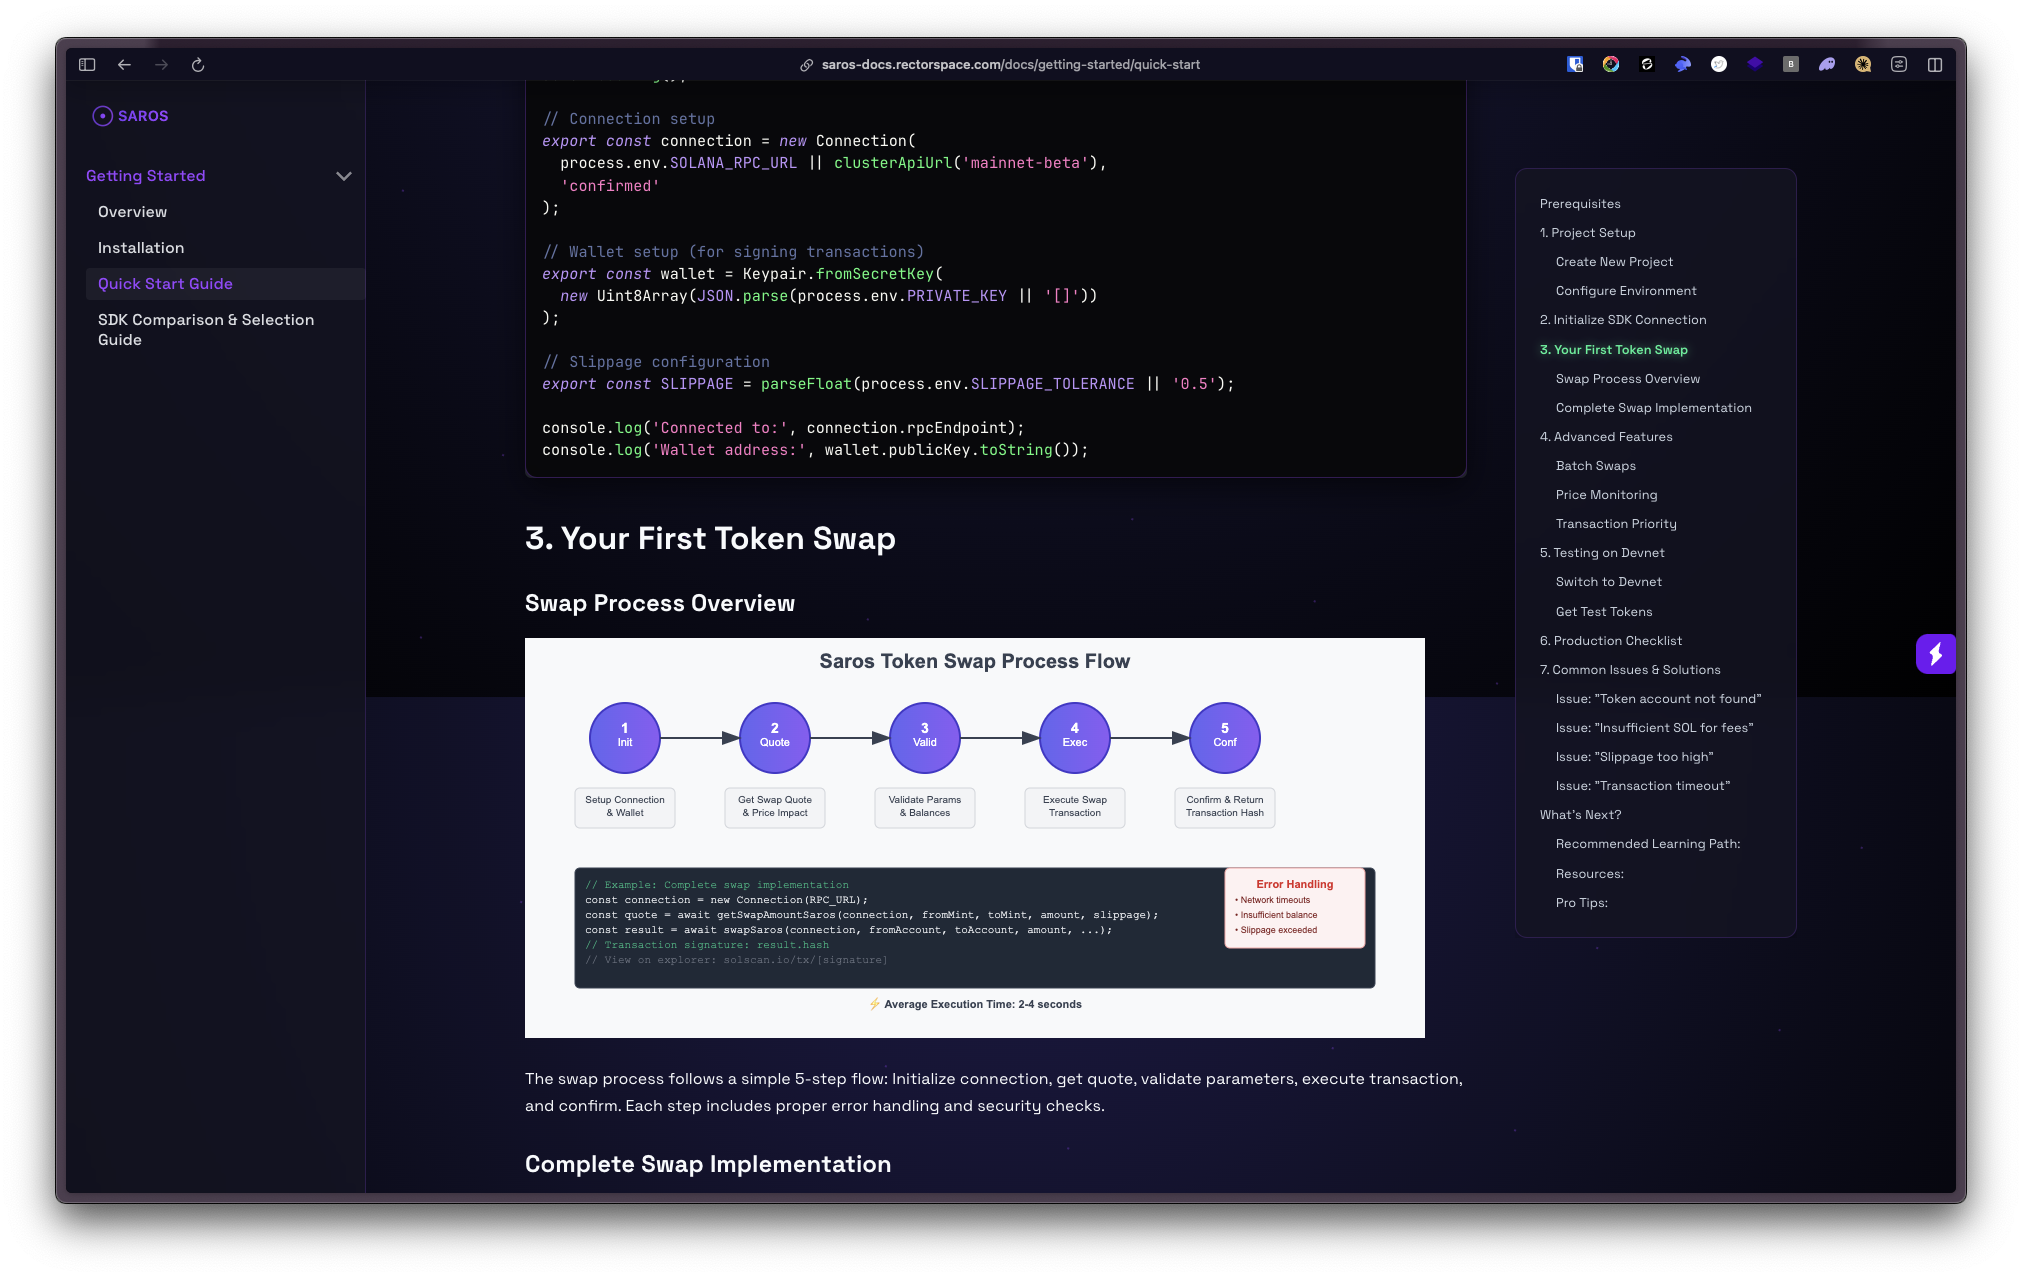 saros-docs.rectorspace.com/docs/getting-started/quick-start
SAROS
Getting Started
Overview
Installation
Quick Start Guide
SDK Comparison & Selection
Guide
// Connection setup
export const connection = new Connection(
process.env.SOLANA_RPC_URL || clusterApiUrl('mainnet-beta'),
'confirmed'
);
// Wallet setup (for signing transactions)
export const wallet = Keypair.fromSecretKey(
new Uint8Array(JSON.parse(process.env.PRIVATE_KEY || '[]'))
);
// Slippage configuration
export const SLIPPAGE = parseFloat(process.env.SLIPPAGE_TOLERANCE || '0.5');
console.log('Connected to:', connection.rpcEndpoint);
console.log('Wallet address:', wallet.publicKey.toString());
3. Your First Token Swap
Swap Process Overview
Saros Token Swap Process Flow
1
Init
2
Quote
3
Valid
4
Exec
5
Conf
Setup Connection
& Wallet
Get Swap Quote
& Price Impact
Validate Params
& Balances
Execute Swap
Transaction
Confirm & Return
Transaction Hash
// Example: Complete swap implementation
const connection = new Connection(RPC_URL);
const quote = await getSwapAmountSaros(connection, fromMint, toMint, amount, slippage);
const result = await swapSaros(connection, fromAccount, toAccount, amount, ...);
// Transaction signature: result.hash
// View on explorer: solscan.io/tx/[signature]
Error Handling
• Network timeouts
• Insufficient balance
• Slippage exceeded
⚡ Average Execution Time: 2-4 seconds
The swap process follows a simple 5-step flow: Initialize connection, get quote, validate parameters, execute transaction,
and confirm. Each step includes proper error handling and security checks.
Complete Swap Implementation
Prerequisites
1. Project Setup
Create New Project
Configure Environment
2. Initialize SDK Connection
3. Your First Token Swap
Swap Process Overview
Complete Swap Implementation
4. Advanced Features
Batch Swaps
Price Monitoring
Transaction Priority
5. Testing on Devnet
Switch to Devnet
Get Test Tokens
6. Production Checklist
7. Common Issues & Solutions
Issue: "Token account not found"
Issue: "Insufficient SOL for fees"
Issue: "Slippage too high"
Issue: "Transaction timeout"
What's Next?
Recommended Learning Path:
Resources:
Pro Tips: